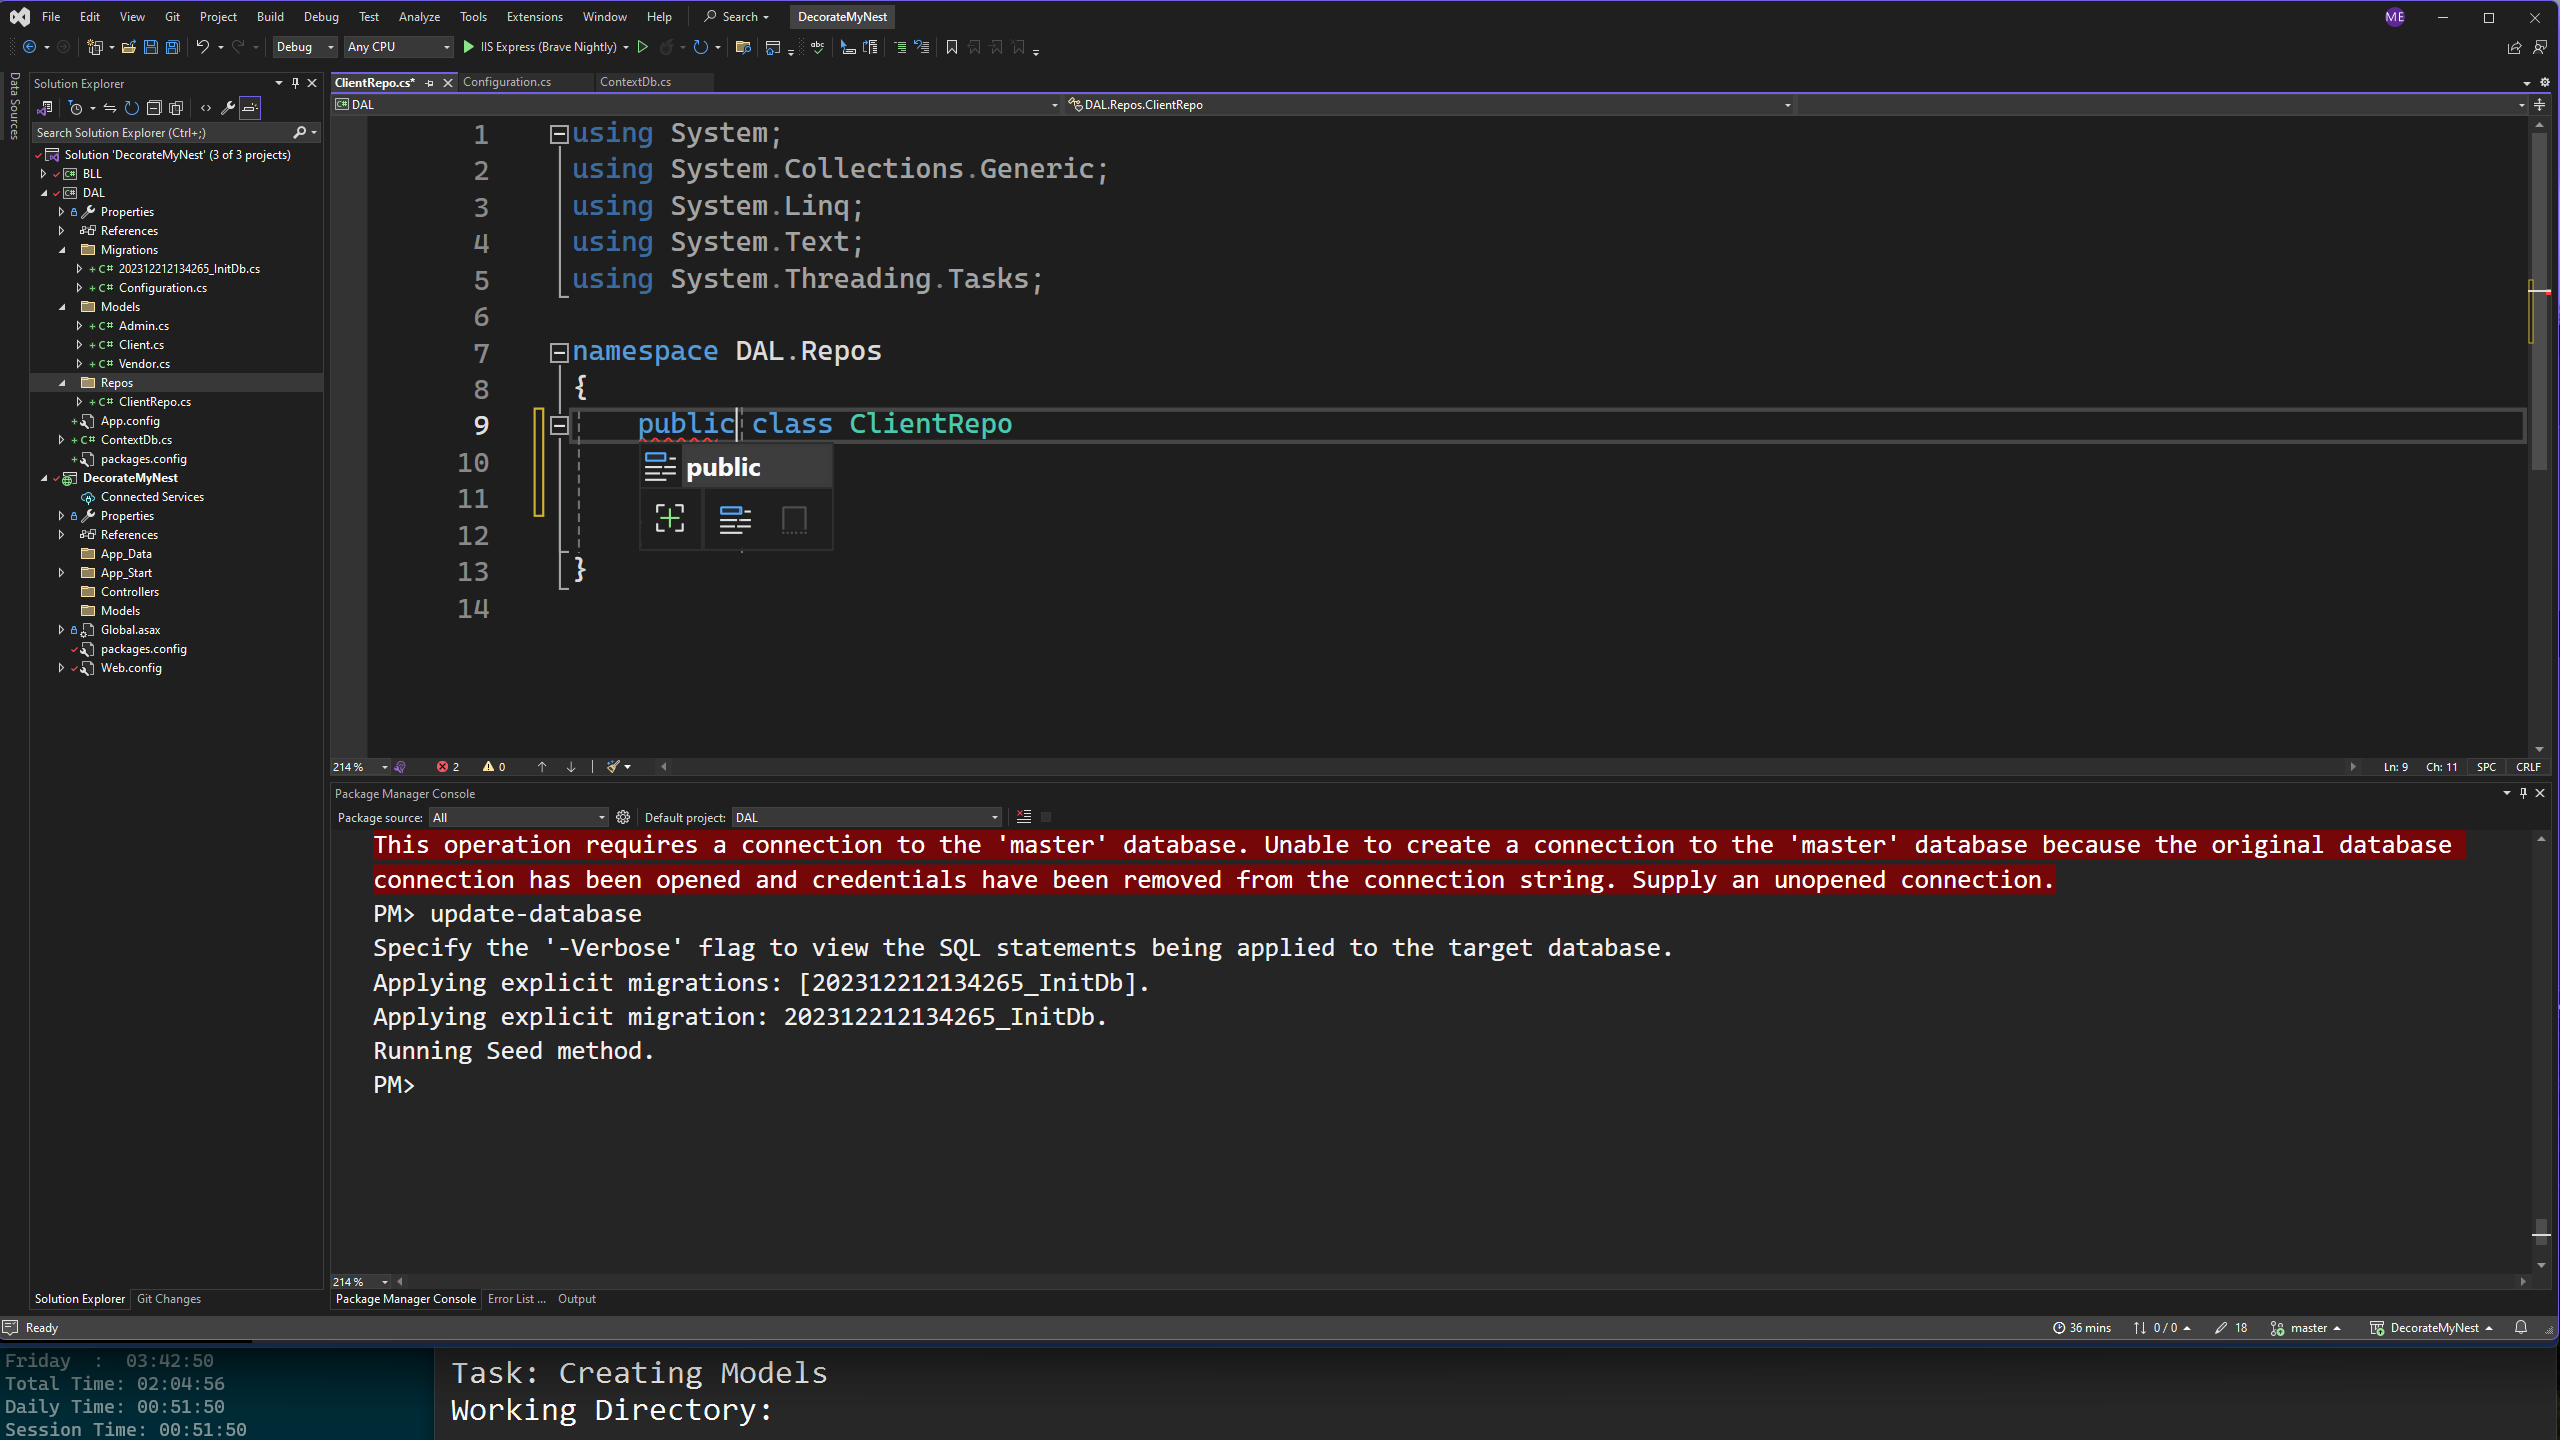 File Edit View Git Project Build Debug Test Analyze Tools Extensions Window Help Search DecorateMyNest ME
Debug Any CPU IIS Express (Brave Nightly)
Data Sources
Solution Explorer
Search Solution Explorer (Ctrl+;)
Solution 'DecorateMyNest' (3 of 3 projects)
BLL
DAL
Properties
References
Migrations
C# 202312212134265_InitDb.cs
C# Configuration.cs
Models
C# Admin.cs
C# Client.cs
C# Vendor.cs
Repos
C# ClientRepo.cs
App.config
C# ContextDb.cs
packages.config
DecorateMyNest
Connected Services
Properties
References
App_Data
App_Start
Controllers
Models
Global.asax
packages.config
Web.config
Solution Explorer Git Changes
ClientRepo.cs* Configuration.cs ContextDb.cs
DAL DAL.Repos.ClientRepo
1 using System;
2 using System.Collections.Generic;
3 using System.Linq;
4 using System.Text;
5 using System.Threading.Tasks;
6
7 namespace DAL.Repos
8 {
9 public class ClientRepo
10 public
11
12
13 }
14
214 % 2 0 Ln: 9 Ch: 11 SPC CRLF
Package Manager Console
Package source: All Default project: DAL
This operation requires a connection to the 'master' database. Unable to create a connection to the 'master' database because the original database
connection has been opened and credentials have been removed from the connection string. Supply an unopened connection.
PM> update-database
Specify the '-Verbose' flag to view the SQL statements being applied to the target database.
Applying explicit migrations: [202312212134265_InitDb].
Applying explicit migration: 202312212134265_InitDb.
Running Seed method.
PM>
214 %
Package Manager Console Error List ... Output
Ready 36 mins 0 / 0 18 master DecorateMyNest
Friday : 03:42:50
Total Time: 02:04:56
Daily Time: 00:51:50
Session Time: 00:51:50
Task: Creating Models
Working Directory: